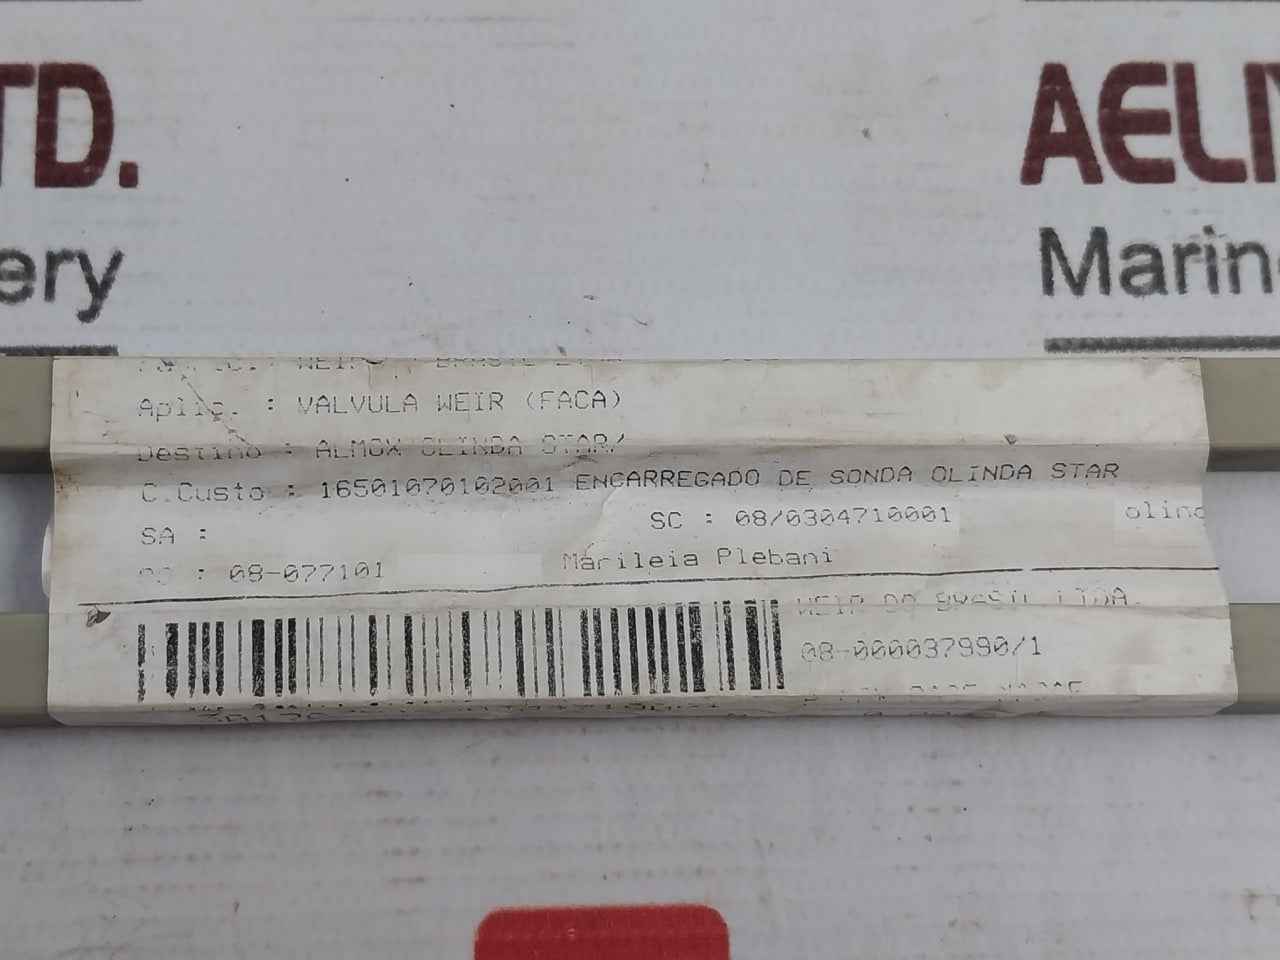 TD.
AELIN
ery
Marin
Aplic. : VALVULA WEIR (FACA)
Destino : ALMOX OLINDA STAR/
C.Custo : 16501070102001 ENCARREGADO DE SONDA OLINDA STAR
SA : SC : 08/0304710001 olind
: 08-077101 Marileia Plebani
WEIR DO BRASIL LTDA.
08-000037990/1